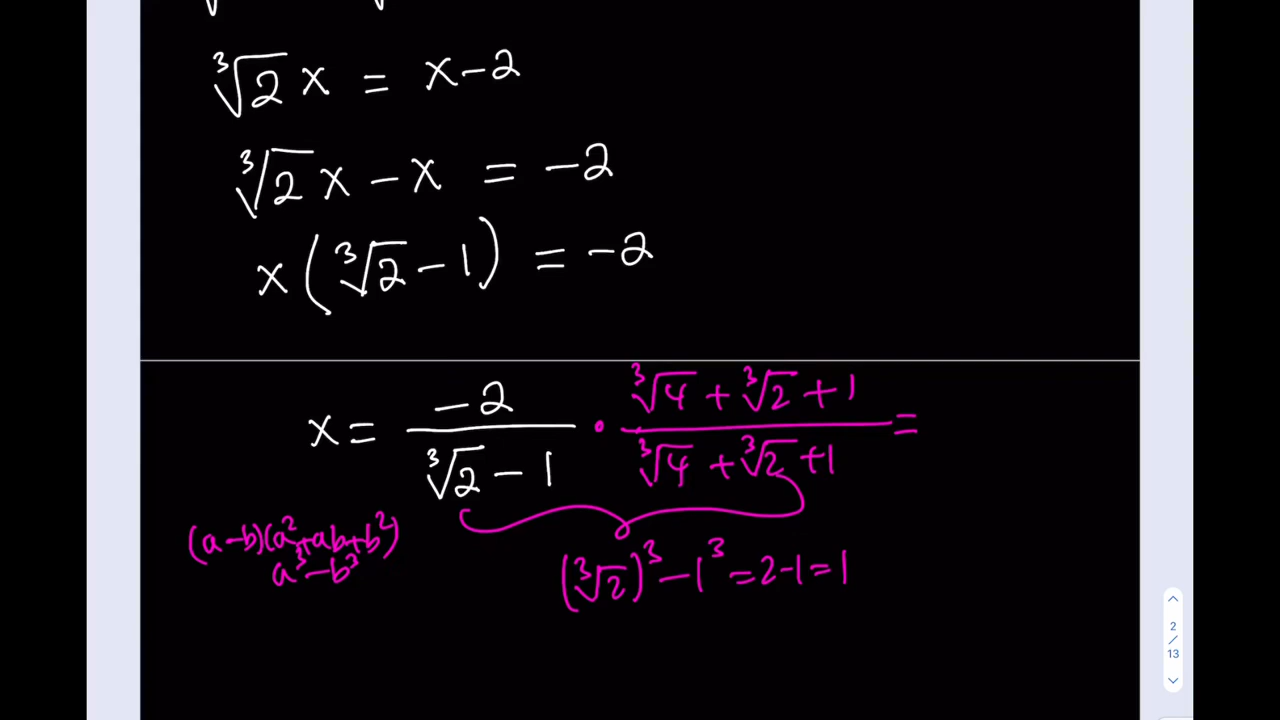 ∛2 x = x − 2
∛2 x − x = −2
x(∛2 − 1) = −2
x = −2/(∛2 − 1) · (∛4 + ∛2 + 1)/(∛4 + ∛2 + 1) =
(a−b)(a²+ab+b²)
a³−b³
(∛2)³ − 1³ = 2−1 = 1
2
/
13